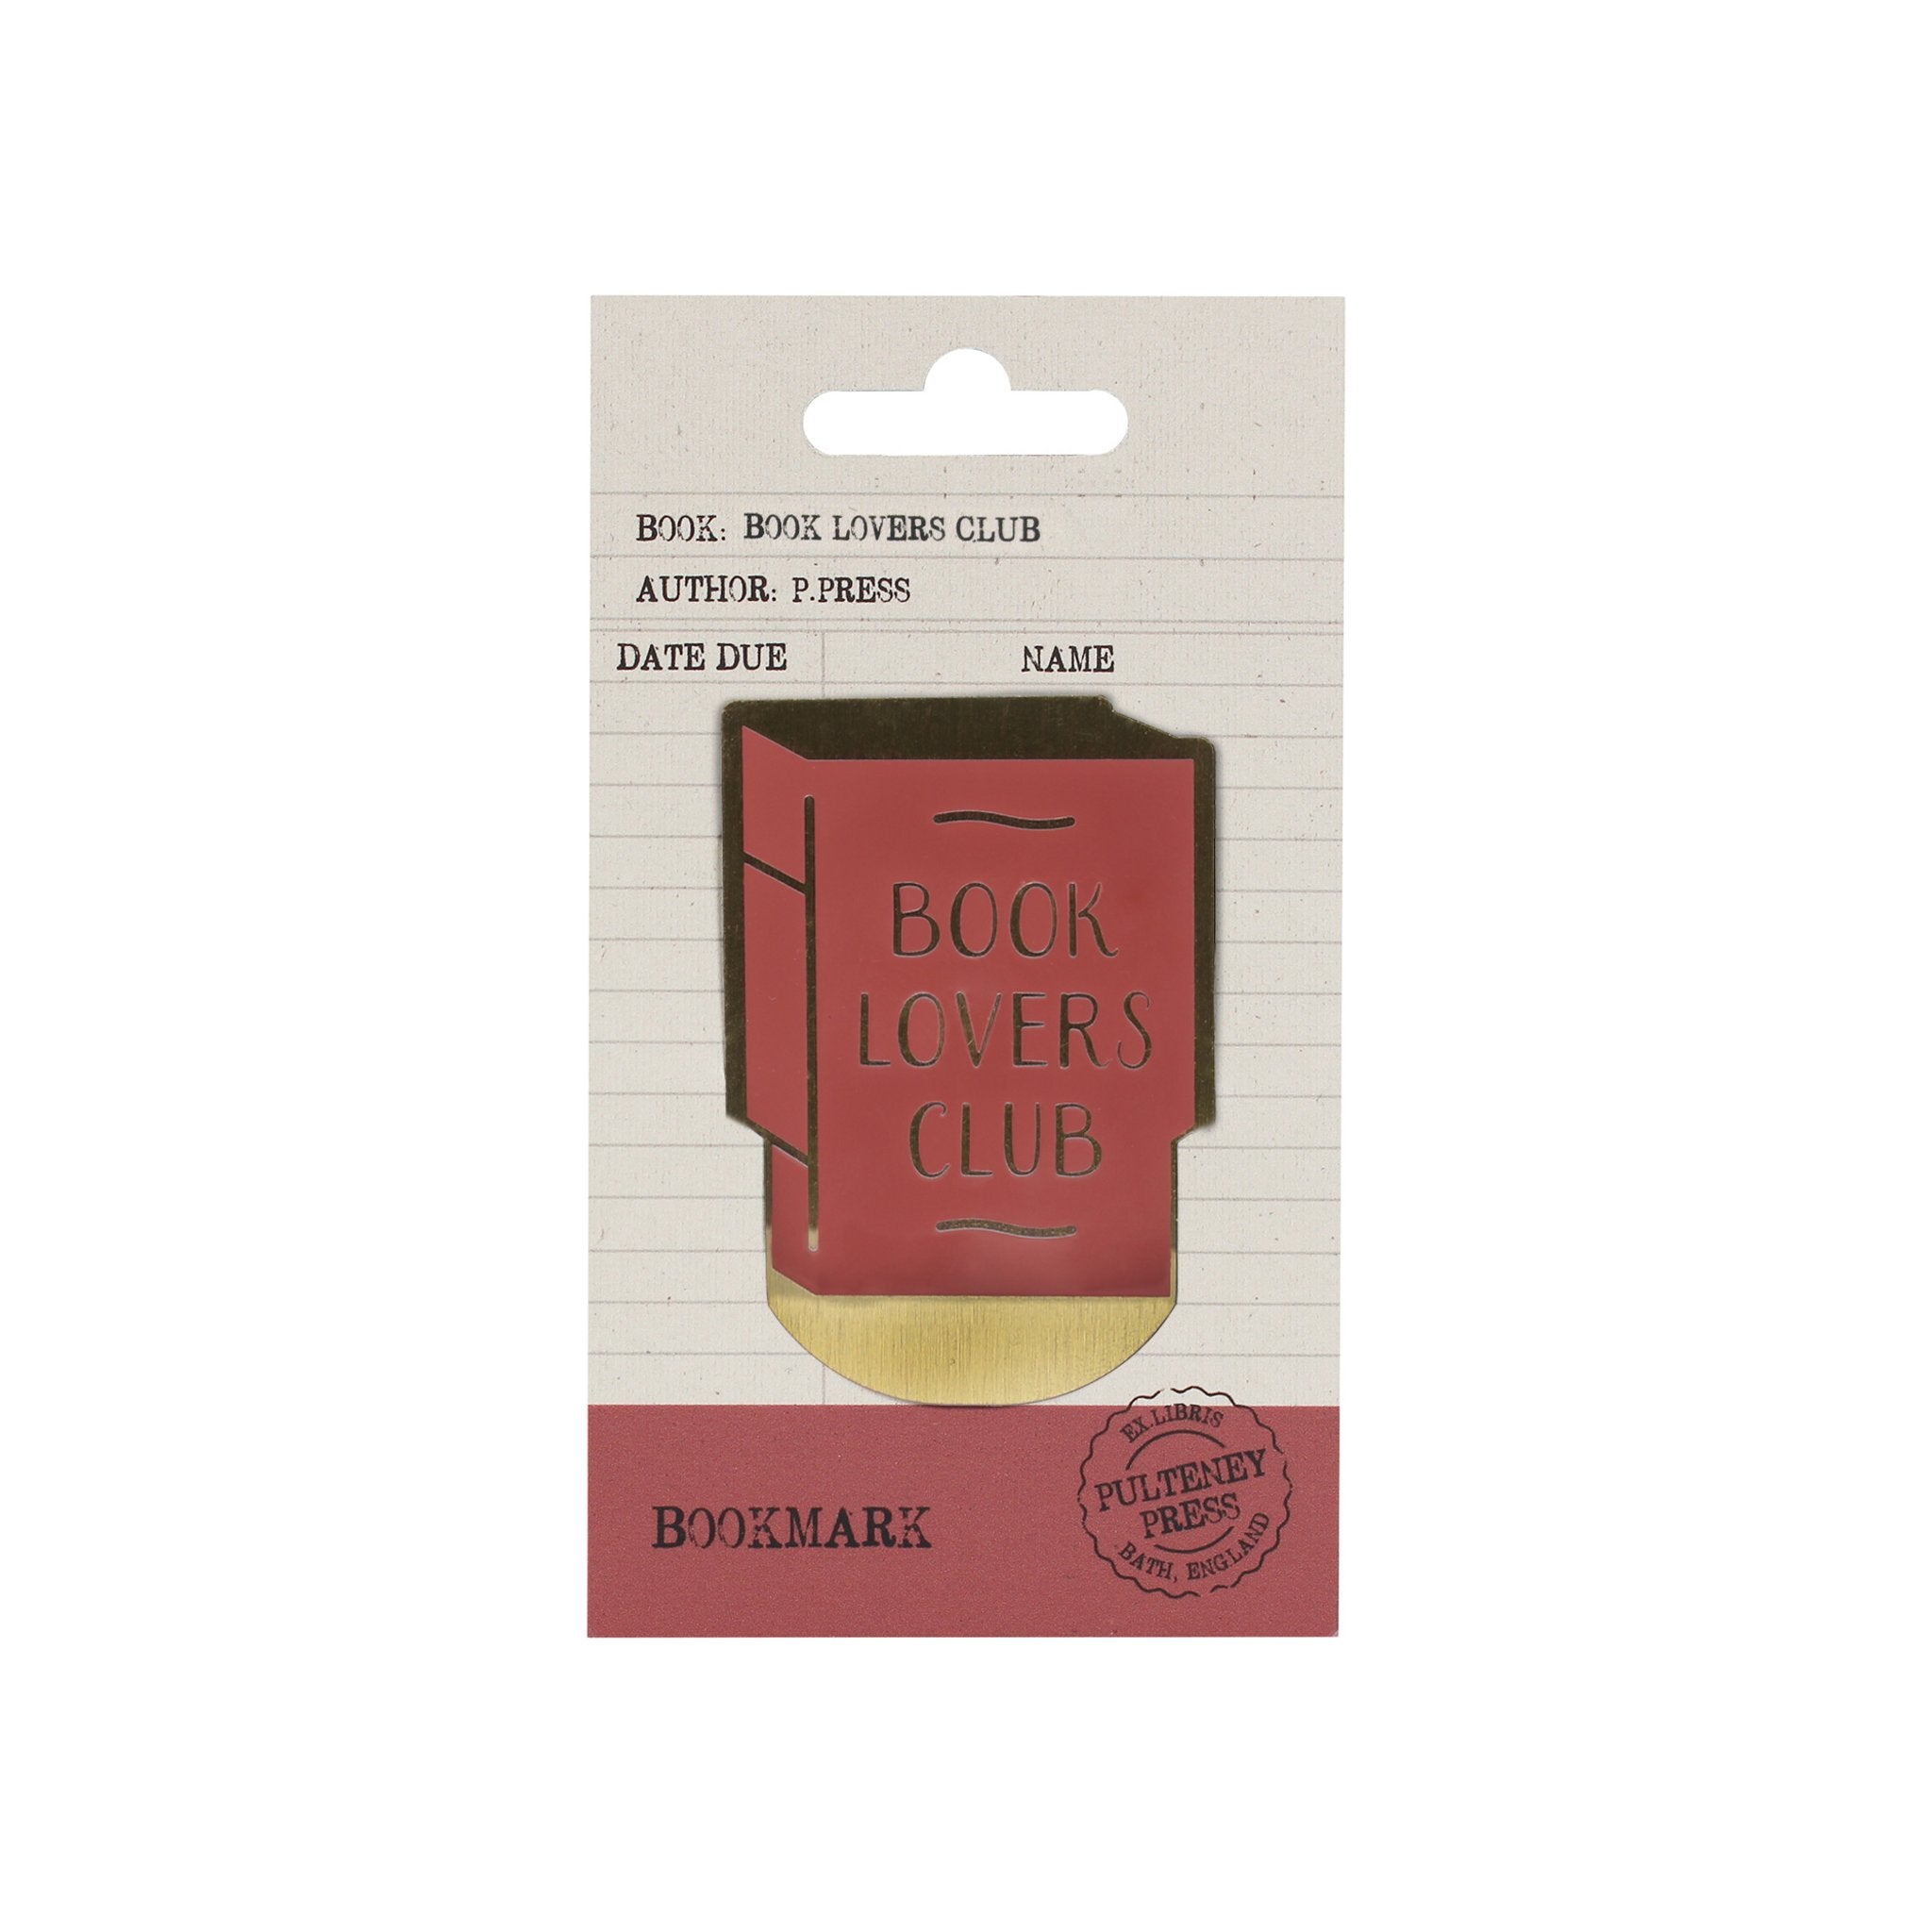 BOOK: BOOK LOVERS CLUB
AUTHOR: P.PRESS
DATE DUE NAME
BOOK
LOVERS
CLUB
BOOKMARK
EX.LIBRIS
PULTENEY
PRESS
BATH, ENGLAND